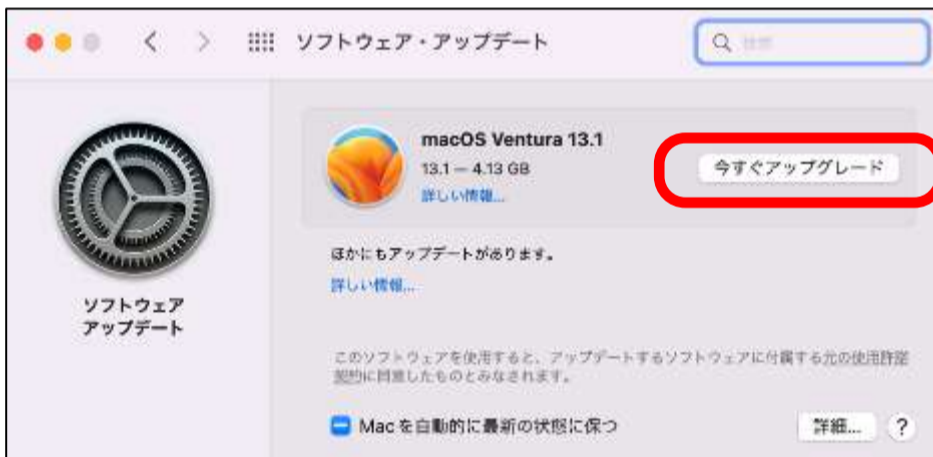 ソフトウェア・アップデート
検索
macOS Ventura 13.1
13.1 — 4.13 GB
詳しい情報...
今すぐアップグレード
ほかにもアップデートがあります。
詳しい情報...
ソフトウェア
アップデート
このソフトウェアを使用すると、アップデートするソフトウェアに付属する元の使用許諾
契約に同意したものとみなされます。
Macを自動的に最新の状態に保つ
詳細...
?